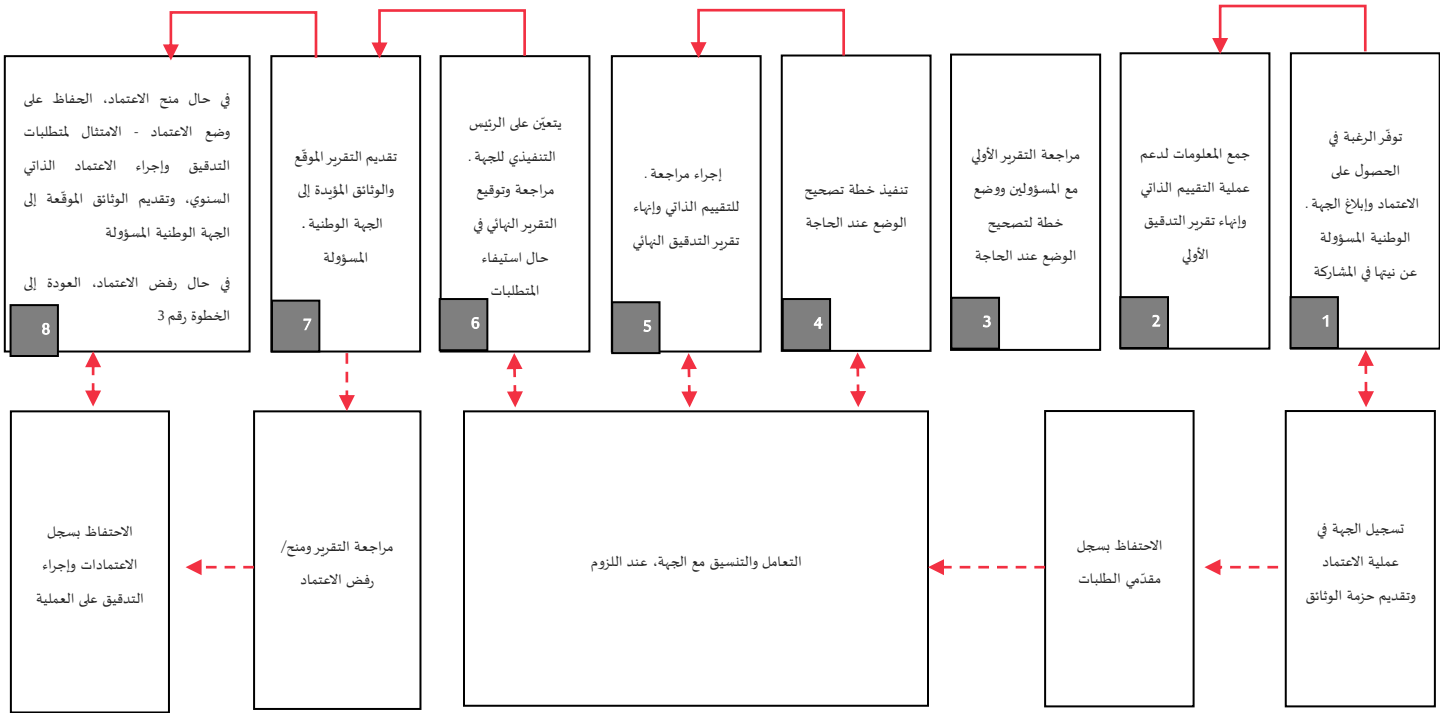 توفّر الرغبة في
الحصول على
الاعتماد وإبلاغ الجهة .
الوطنية المسؤولة
عن نيتها في المشاركة
1
جمع المعلومات لدعم
عملية التقييم الذاتي
وإنهاء تقرير التدقيق
الأولي
2
مراجعة التقرير الأولي
مع المسؤولين ووضع
خطة لتصحيح
الوضع عند الحاجة
3
تنفيذ خطة تصحيح
الوضع عند الحاجة
4
إجراء مراجعة .
للتقييم الذاتي وإنهاء
تقرير التدقيق النهائي
5
يتعيّن على الرئيس
التنفيذي للجهة .
مراجعة وتوقيع
التقرير النهائي في
حال استيفاء
المتطلبات
6
تقديم التقرير الموقّع
والوثائق المؤيدة إلى
الجهة الوطنية .
المسؤولة
7
في حال منح الاعتماد، الحفاظ على
وضع الاعتماد - الامتثال لمتطلبات
التدقيق وإجراء الاعتماد الذاتي
السنوي، وتقديم الوثائق الموقّعة إلى
الجهة الوطنية المسؤولة
في حال رفض الاعتماد، العودة إلى
الخطوة رقم 3
8
تسجيل الجهة في
عملية الاعتماد
وتقديم حزمة الوثائق
الاحتفاظ بسجل
مقدّمي الطلبات
التعامل والتنسيق مع الجهة، عند اللزوم
مراجعة التقرير ومنح/
رفض الاعتماد
الاحتفاظ بسجل
الاعتمادات وإجراء
التدقيق على العملية